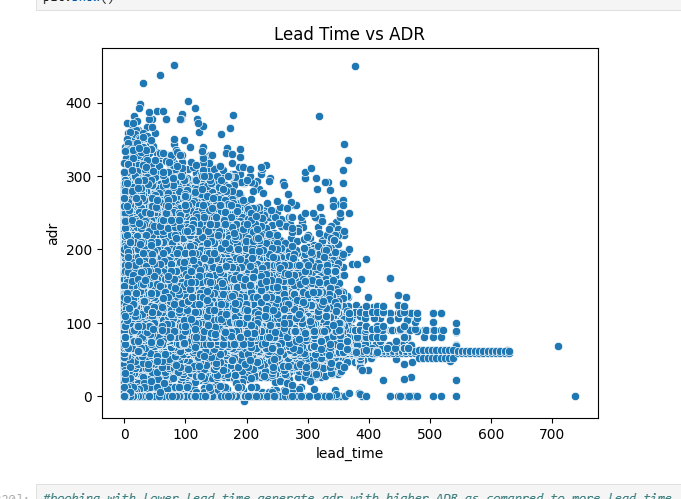 Lead Time vs ADR
400
300
200
100
0
adr
0 100 200 300 400 500 600 700
lead_time
#booking with lower lead time generate adr with higher ADR as compared to more lead time